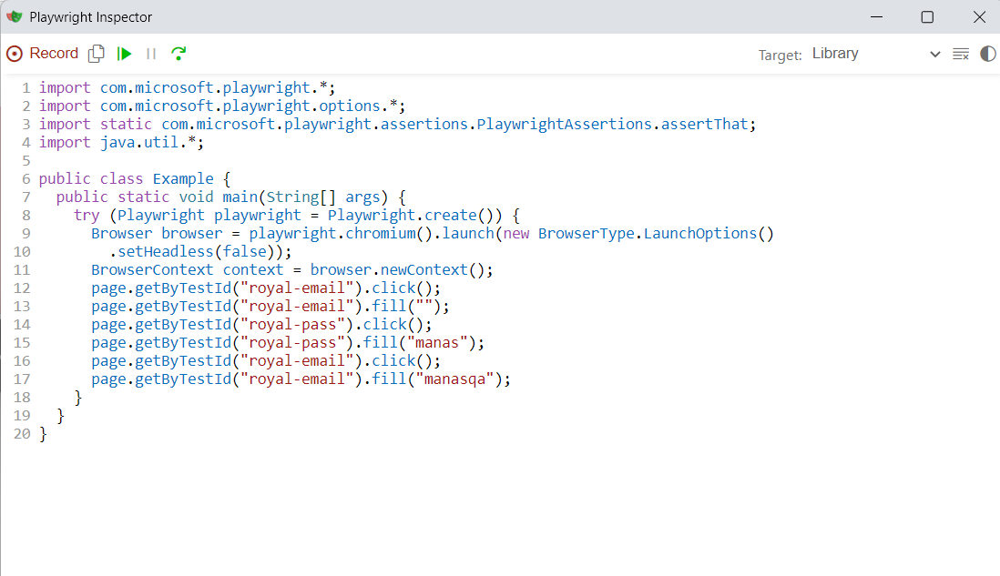 Playwright Inspector
Record
Target: Library
1 import com.microsoft.playwright.*;
2 import com.microsoft.playwright.options.*;
3 import static com.microsoft.playwright.assertions.PlaywrightAssertions.assertThat;
4 import java.util.*;
5
6 public class Example {
7   public static void main(String[] args) {
8     try (Playwright playwright = Playwright.create()) {
9       Browser browser = playwright.chromium().launch(new BrowserType.LaunchOptions()
10         .setHeadless(false));
11       BrowserContext context = browser.newContext();
12       page.getByTestId("royal-email").click();
13       page.getByTestId("royal-email").fill("");
14       page.getByTestId("royal-pass").click();
15       page.getByTestId("royal-pass").fill("manas");
16       page.getByTestId("royal-email").click();
17       page.getByTestId("royal-email").fill("manasqa");
18     }
19   }
20 }